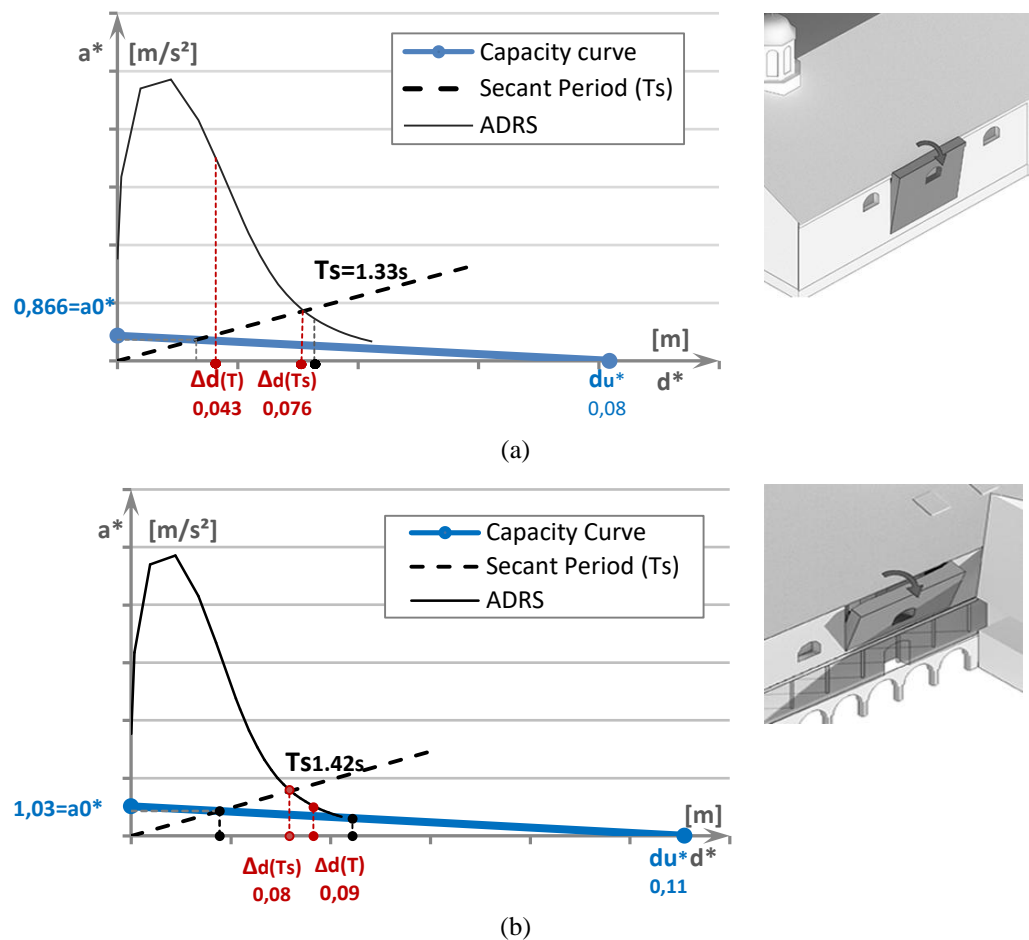 a* [m/s²]
Capacity curve
Secant Period (Ts)
ADRS
Ts=1.33s
0,866=a0*
[m]
Δd(T) Δd(Ts) du* d*
0,043 0,076 0,08
(a)
a* [m/s²]
Capacity Curve
Secant Period (Ts)
ADRS
Ts1.42s
1,03=a0*
[m]
Δd(Ts) Δd(T) du* d*
0,08 0,09 0,11
(b)